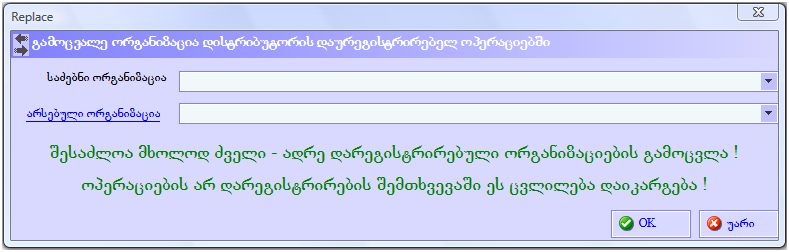 Replace
გამოცვალე ორგანიზაცია დისტრიბუტორის დაურეგისტრირებელ ოპერაციებში
საძებნი ორგანიზაცია
არსებული ორგანიზაცია
შესაძლოა მხოლოდ ძველი - ადრე დარეგისტრირებული ორგანიზაციების გამოცვლა !
ოპერაციების არ დარეგისტრირების შემთხვევაში ეს ცვლილება დაიკარგება !
OK უარი